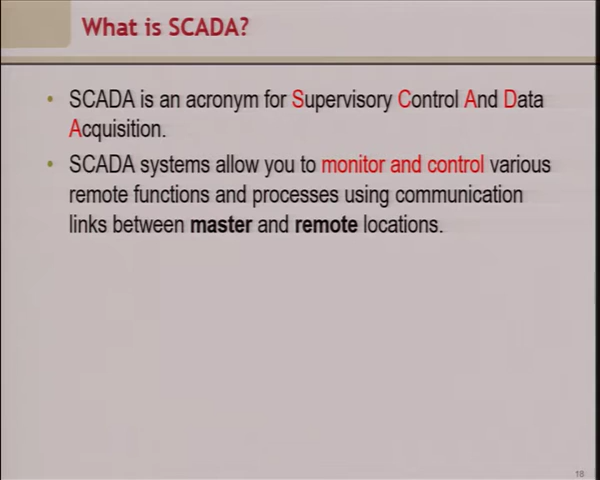 What is SCADA?
• SCADA is an acronym for Supervisory Control And Data
Acquisition.
• SCADA systems allow you to monitor and control various
remote functions and processes using communication
links between master and remote locations.
18